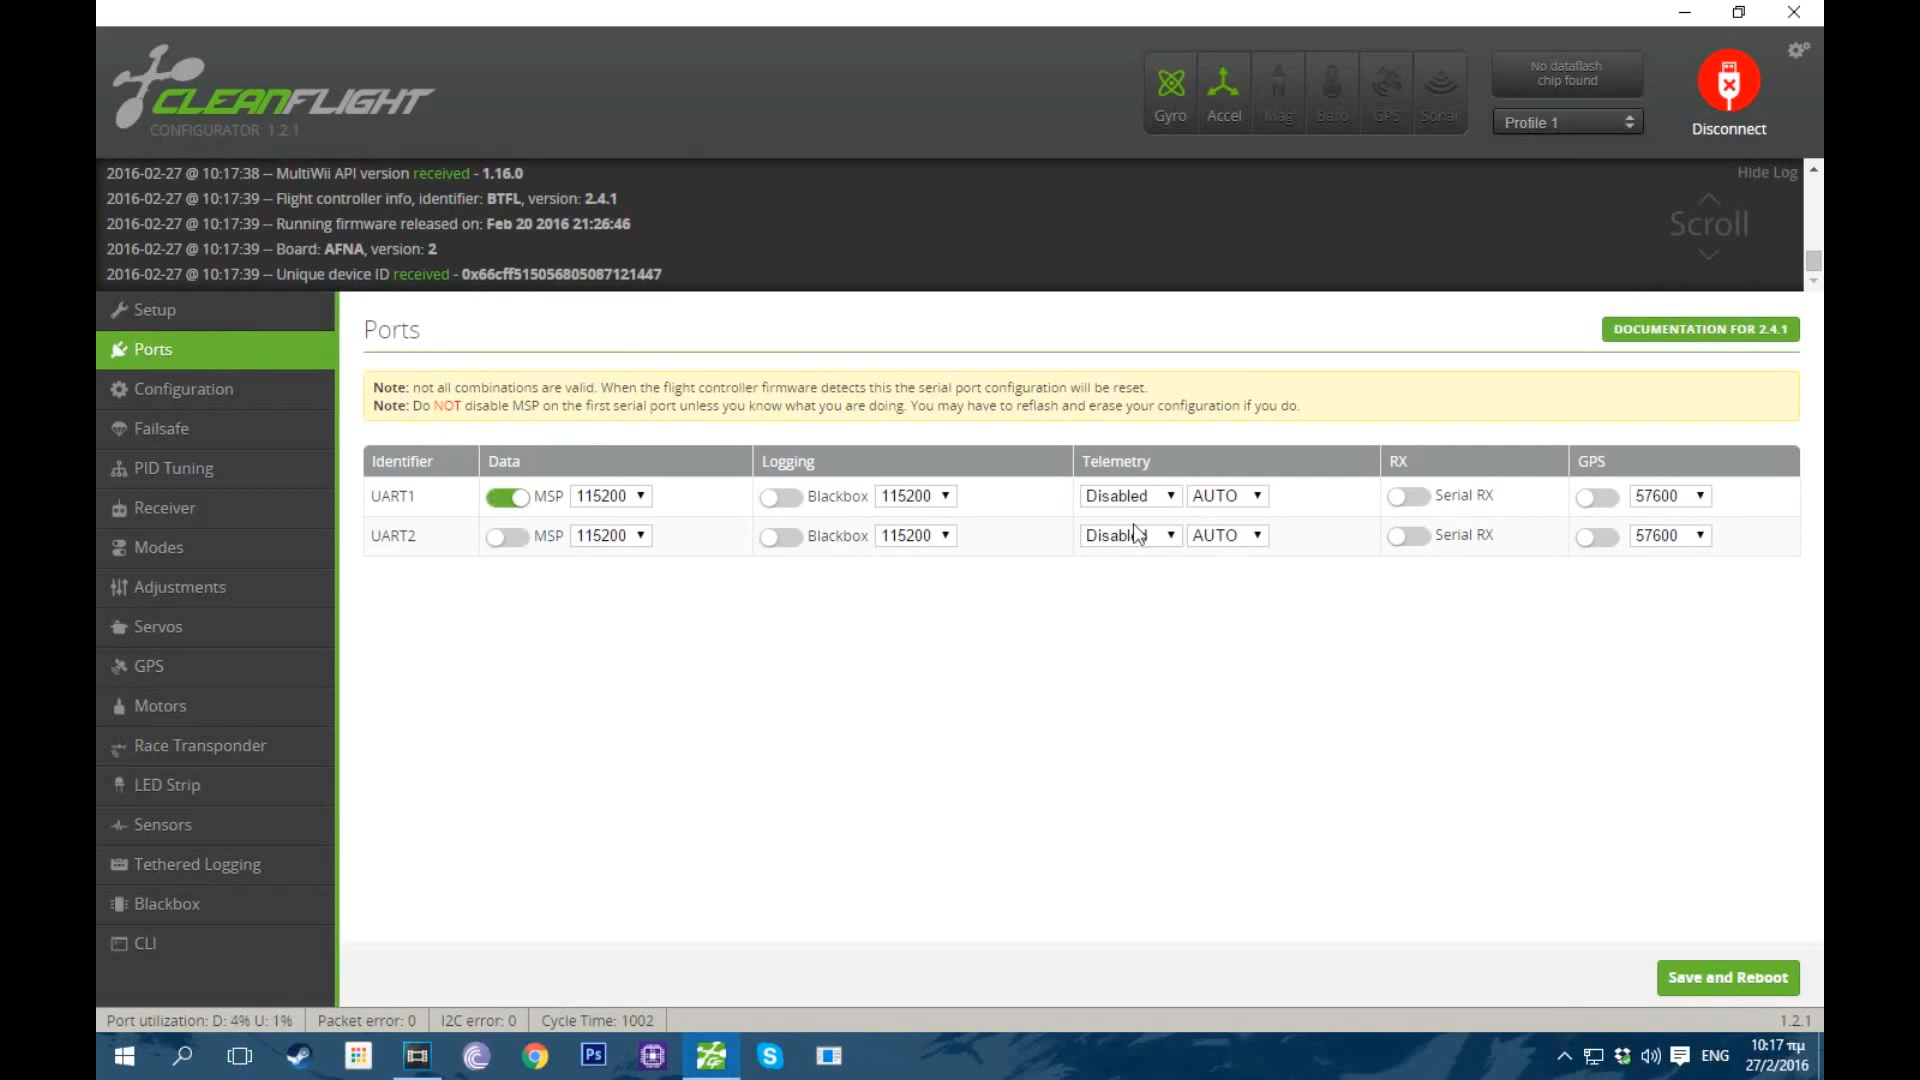 CLEANFLIGHT
CONFIGURATOR 1.2.1
Gyro Accel Mag Baro GPS Sonar
No dataflash
chip found
Profile 1
Disconnect
2016-02-27 @ 10:17:38 -- MultiWii API version received - 1.16.0
2016-02-27 @ 10:17:39 -- Flight controller info, identifier: BTFL, version: 2.4.1
2016-02-27 @ 10:17:39 -- Running firmware released on: Feb 20 2016 21:26:46
2016-02-27 @ 10:17:39 -- Board: AFNA, version: 2
2016-02-27 @ 10:17:39 -- Unique device ID received - 0x66cff515056805087121447
Hide Log
Scroll
Setup
Ports
Configuration
Failsafe
PID Tuning
Receiver
Modes
Adjustments
Servos
GPS
Motors
Race Transponder
LED Strip
Sensors
Tethered Logging
Blackbox
CLI
Ports
DOCUMENTATION FOR 2.4.1
Note: not all combinations are valid. When the flight controller firmware detects this the serial port configuration will be reset.
Note: Do NOT disable MSP on the first serial port unless you know what you are doing. You may have to reflash and erase your configuration if you do.
Identifier Data Logging Telemetry RX GPS
UART1 MSP 115200 Blackbox 115200 Disabled AUTO Serial RX 57600
UART2 MSP 115200 Blackbox 115200 Disabled AUTO Serial RX 57600
Save and Reboot
Port utilization: D: 4% U: 1% Packet error: 0 I2C error: 0 Cycle Time: 1002 1.2.1
Ps
ENG
10:17 πμ
27/2/2016